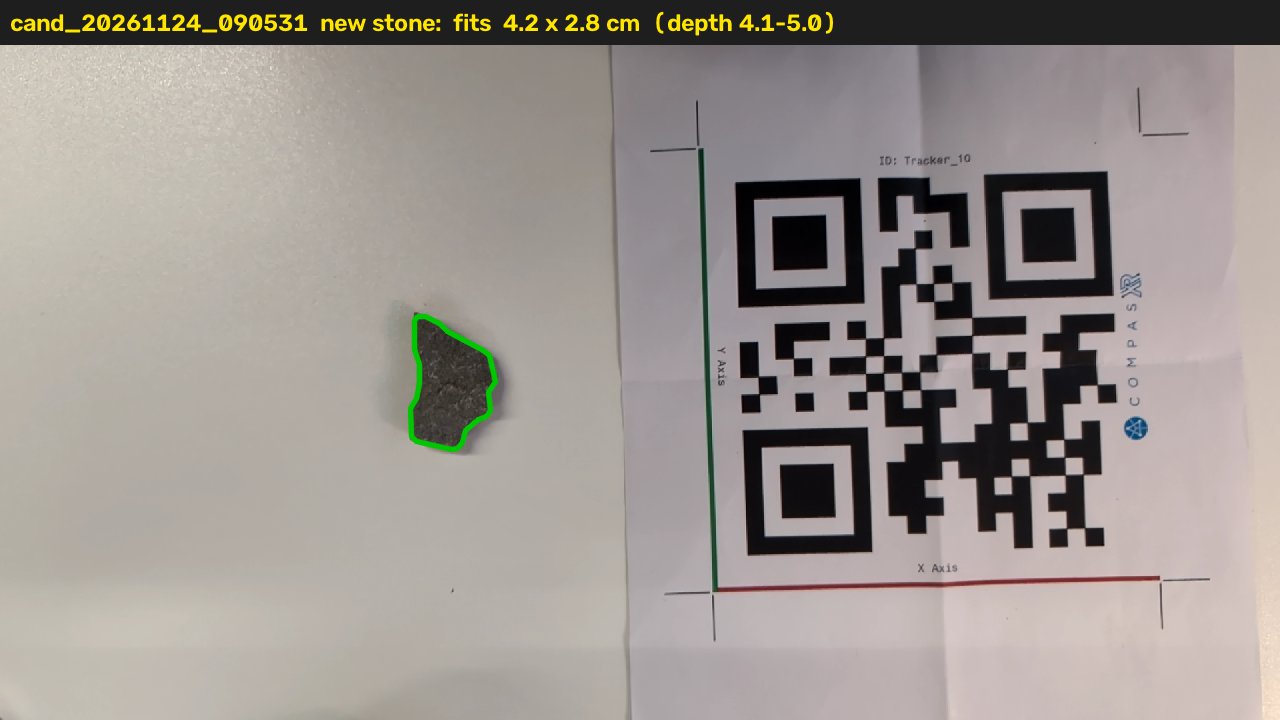 cand_20261124_090531 new stone: fits 4.2 x 2.8 cm (depth 4.1-5.0)
ID: Tracker_10
Y Axis
COMPAS XR
X Axis